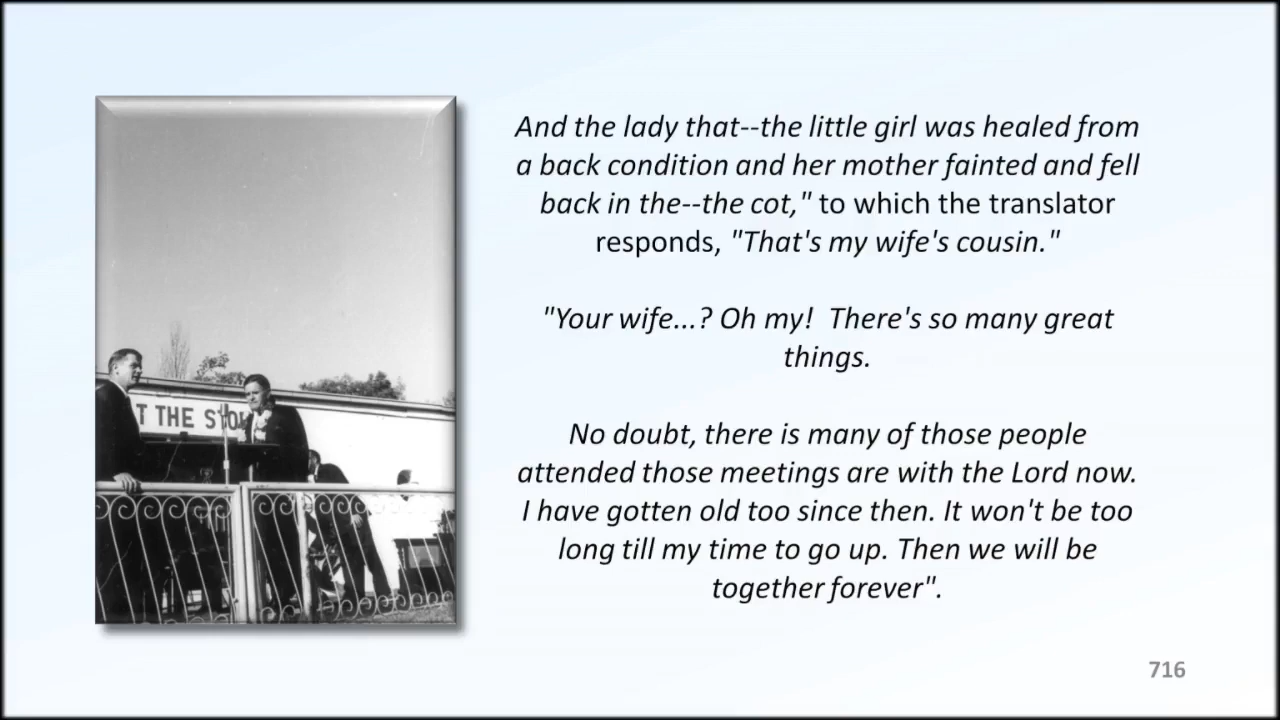 T THE STO
And the lady that--the little girl was healed from
a back condition and her mother fainted and fell
back in the--the cot," to which the translator
responds, "That's my wife's cousin."
"Your wife...? Oh my!  There's so many great
things.
No doubt, there is many of those people
attended those meetings are with the Lord now.
I have gotten old too since then. It won't be too
long till my time to go up. Then we will be
together forever".
716